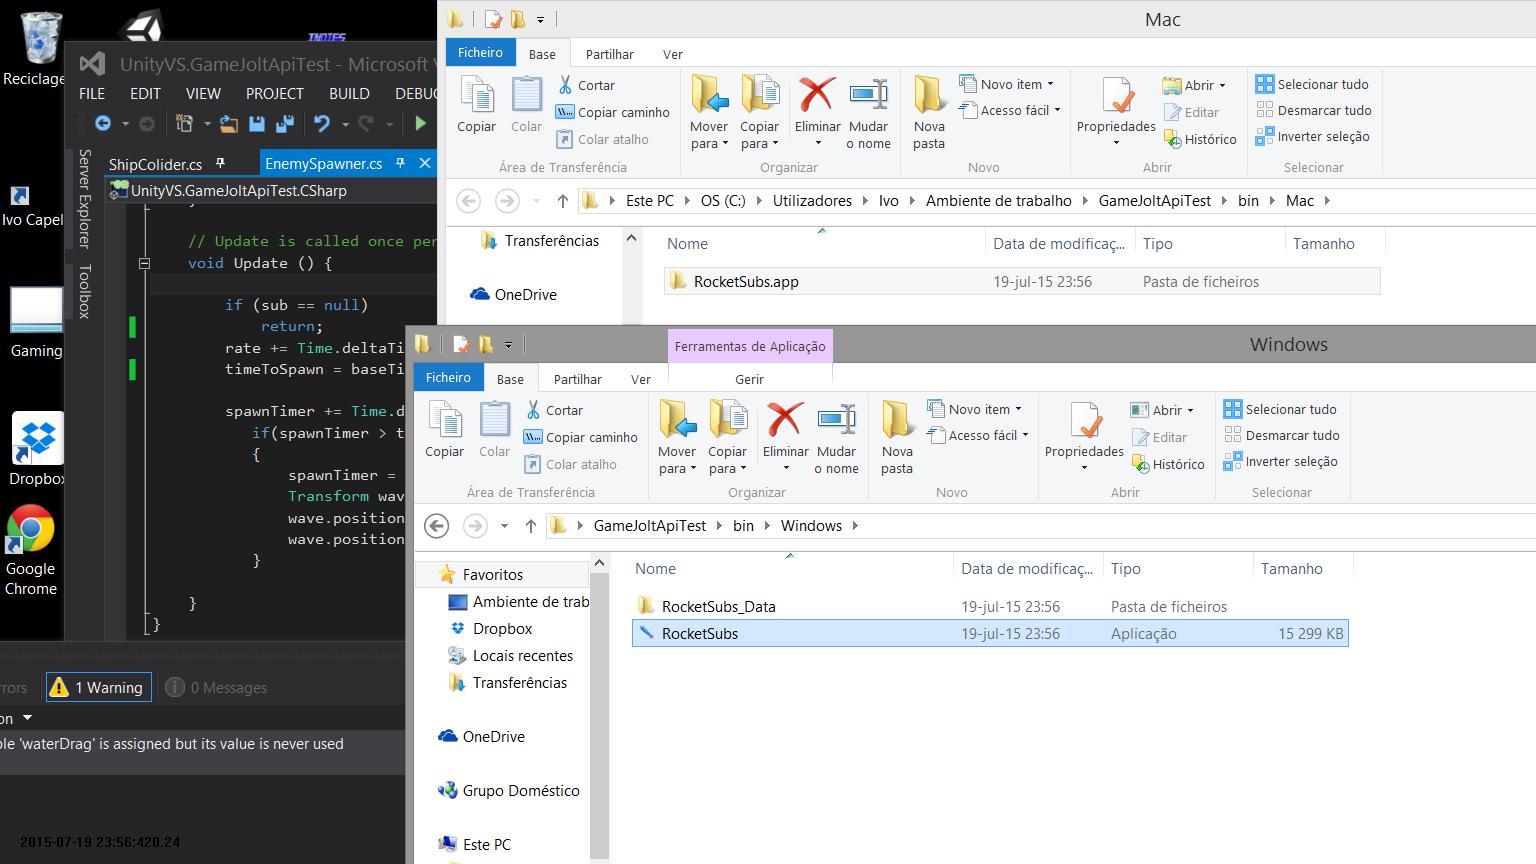 Reciclage
Ivo Capel
Gaming
Dropbox
Google
Chrome
UnityVS.GameJoltApiTest - Microsoft V
FILE EDIT VIEW PROJECT BUILD DEBUG
Server Explorer
Toolbox
ShipColider.cs
EnemySpawner.cs
UnityVS.GameJoltApiTest.CSharp
}
// Update is called once per
void Update () {
if (sub == null)
return;
rate += Time.deltaTi
timeToSpawn = baseTi
spawnTimer += Time.d
if(spawnTimer > t
{
spawnTimer =
Transform wav
wave.position
wave.position
}
}
}
rrors
1 Warning
0 Messages
on
ble 'waterDrag' is assigned but its value is never used
2015-07-19 23:56:420.24
Mac
Ficheiro Base Partilhar Ver
Copiar
Colar
Cortar
Copiar caminho
Colar atalho
Área de Transferência
Mover
para
Copiar
para
Eliminar
Mudar
o nome
Organizar
Nova
pasta
Novo item
Acesso fácil
Novo
Propriedades
Abrir
Editar
Histórico
Abrir
Selecionar tudo
Desmarcar tudo
Inverter seleção
Selecionar
Este PC OS (C:) Utilizadores Ivo Ambiente de trabalho GameJoltApiTest bin Mac
Transferências
OneDrive
Nome Data de modificaç... Tipo Tamanho
RocketSubs.app 19-jul-15 23:56 Pasta de ficheiros
Ferramentas de Aplicação
Windows
Ficheiro Base Partilhar Ver Gerir
Copiar
Colar
Cortar
Copiar caminho
Colar atalho
Área de Transferência
Mover
para
Copiar
para
Eliminar
Mudar
o nome
Organizar
Nova
pasta
Novo item
Acesso fácil
Novo
Propriedades
Abrir
Editar
Histórico
Abrir
Selecionar tudo
Desmarcar tudo
Inverter seleção
Selecionar
GameJoltApiTest bin Windows
Favoritos
Ambiente de trab
Dropbox
Locais recentes
Transferências
OneDrive
Grupo Doméstico
Este PC
Nome Data de modificaç... Tipo Tamanho
RocketSubs_Data 19-jul-15 23:56 Pasta de ficheiros
RocketSubs 19-jul-15 23:56 Aplicação 15 299 KB